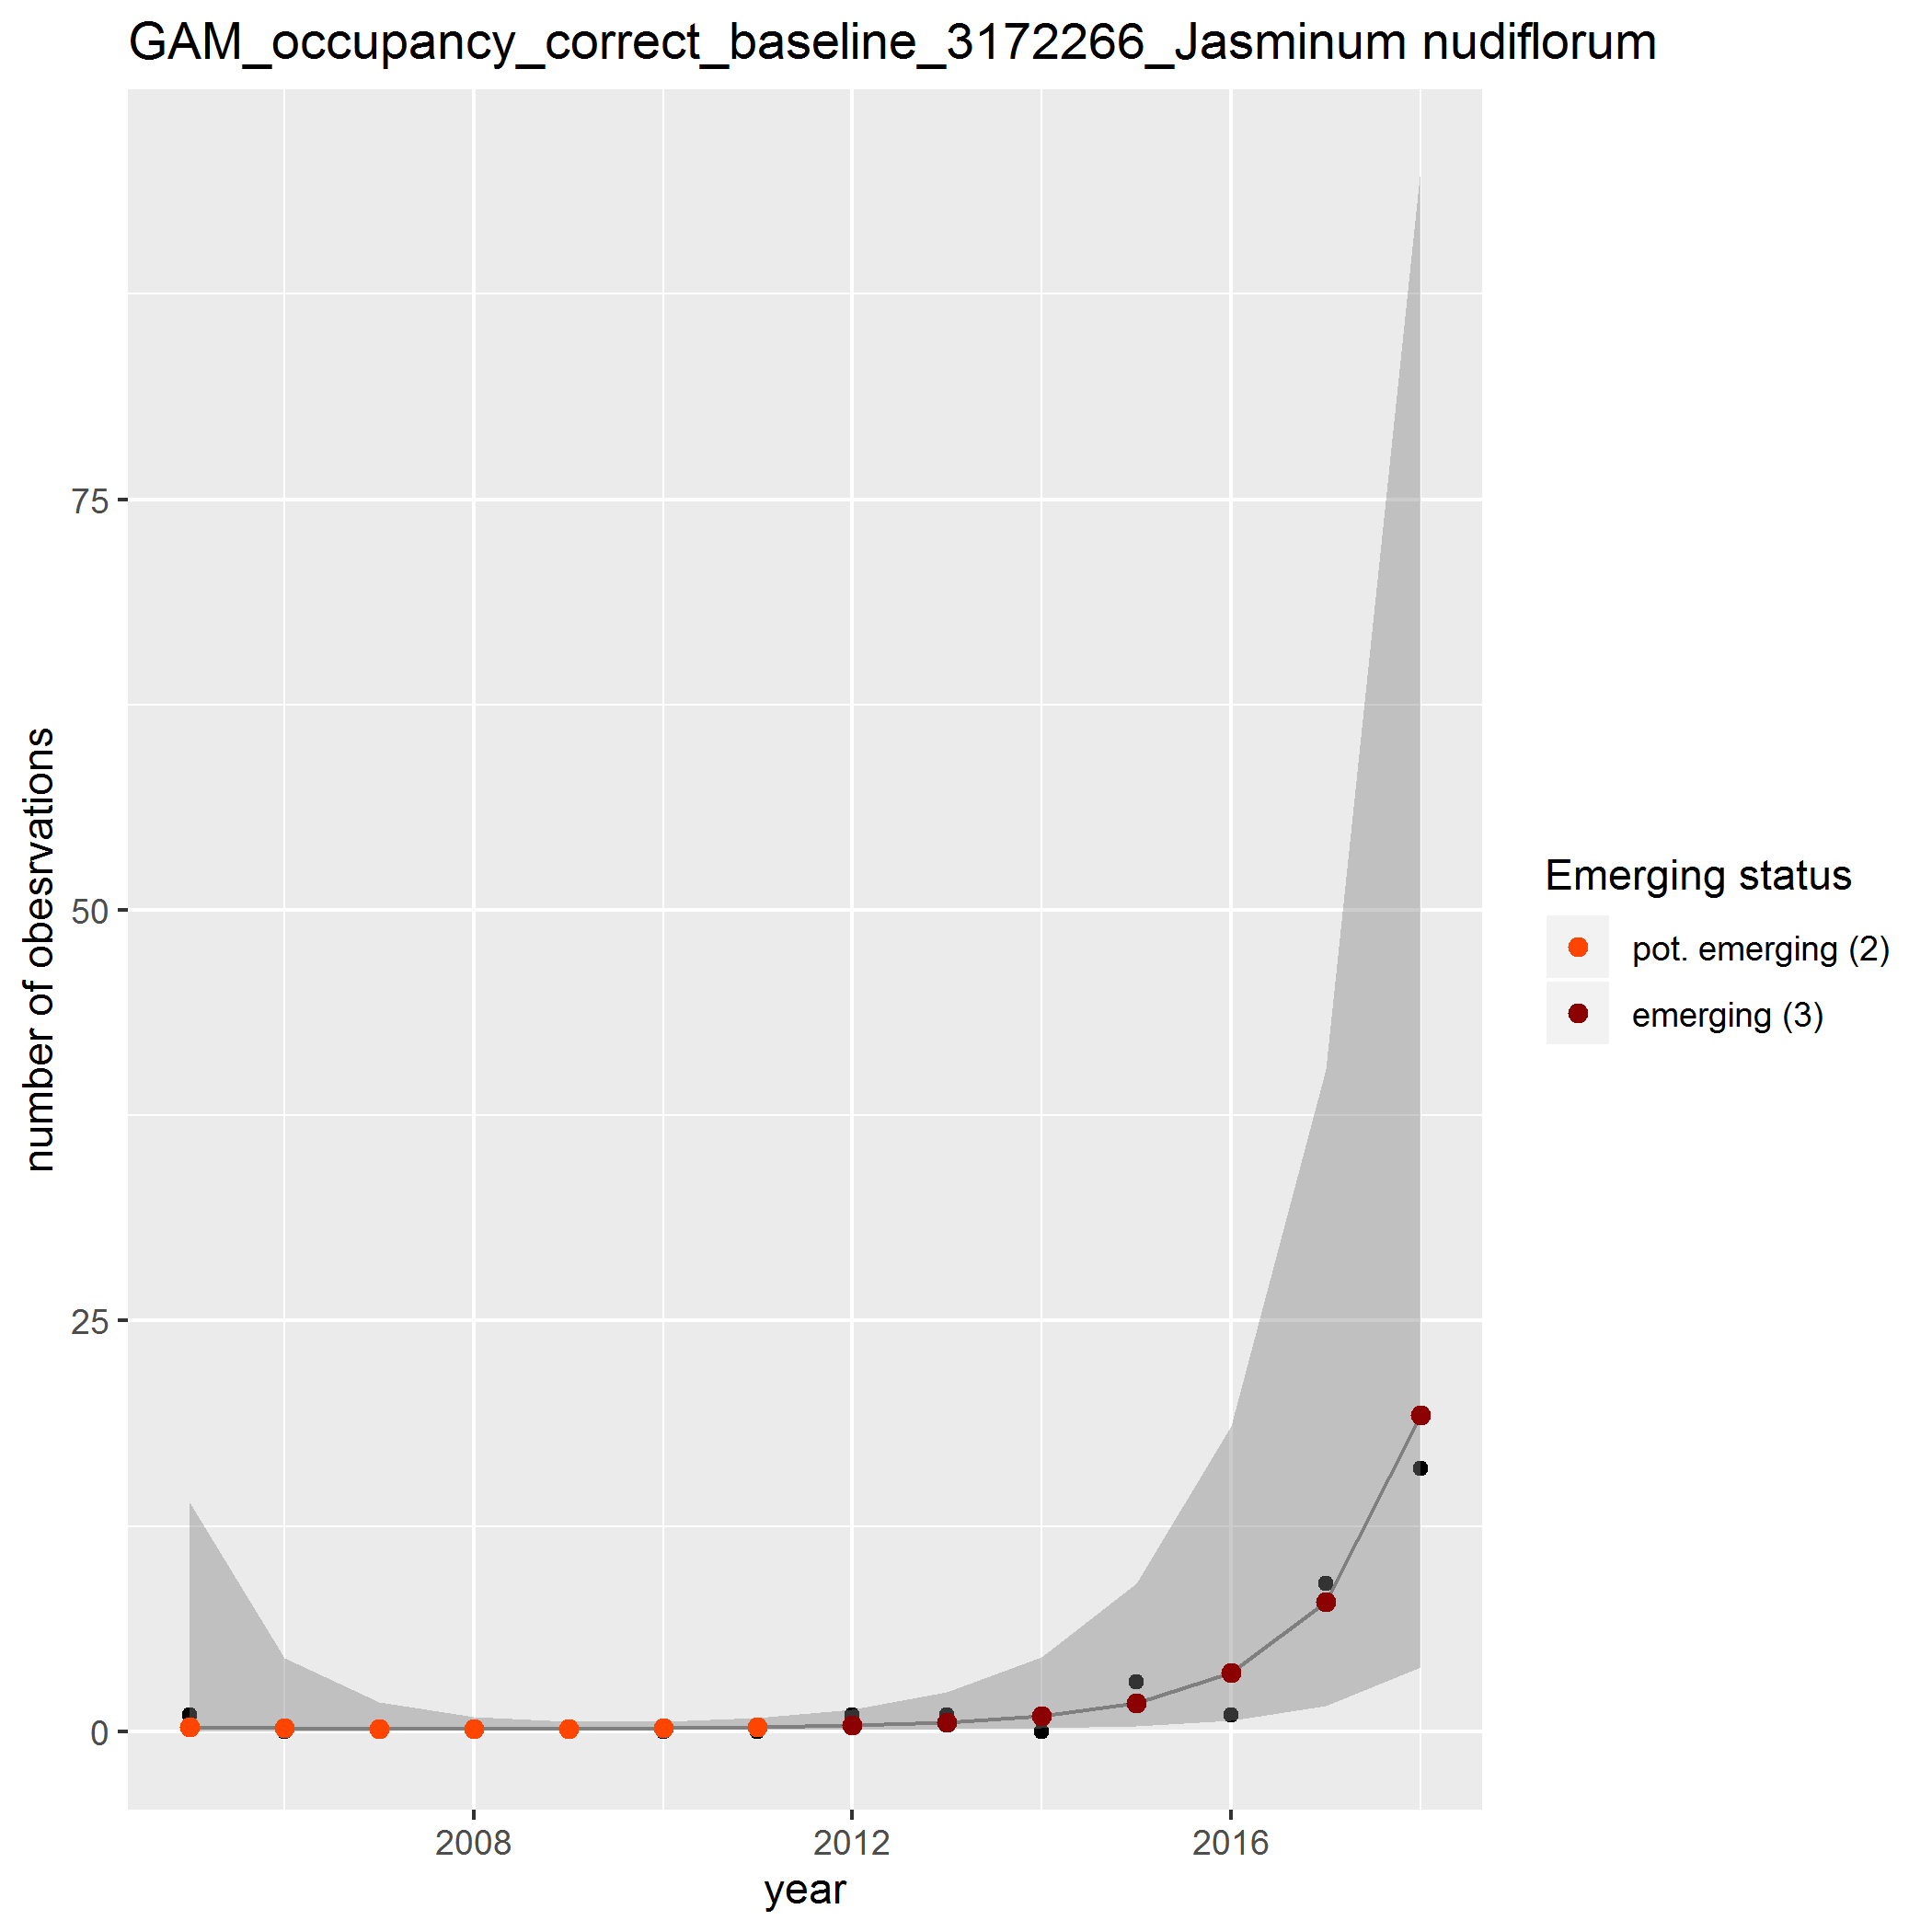 GAM_occupancy_correct_baseline_3172266_Jasminum nudiflorum
number of obesrvations
75
50
25
0
2008
2012
2016
year
Emerging status
pot. emerging (2)
emerging (3)